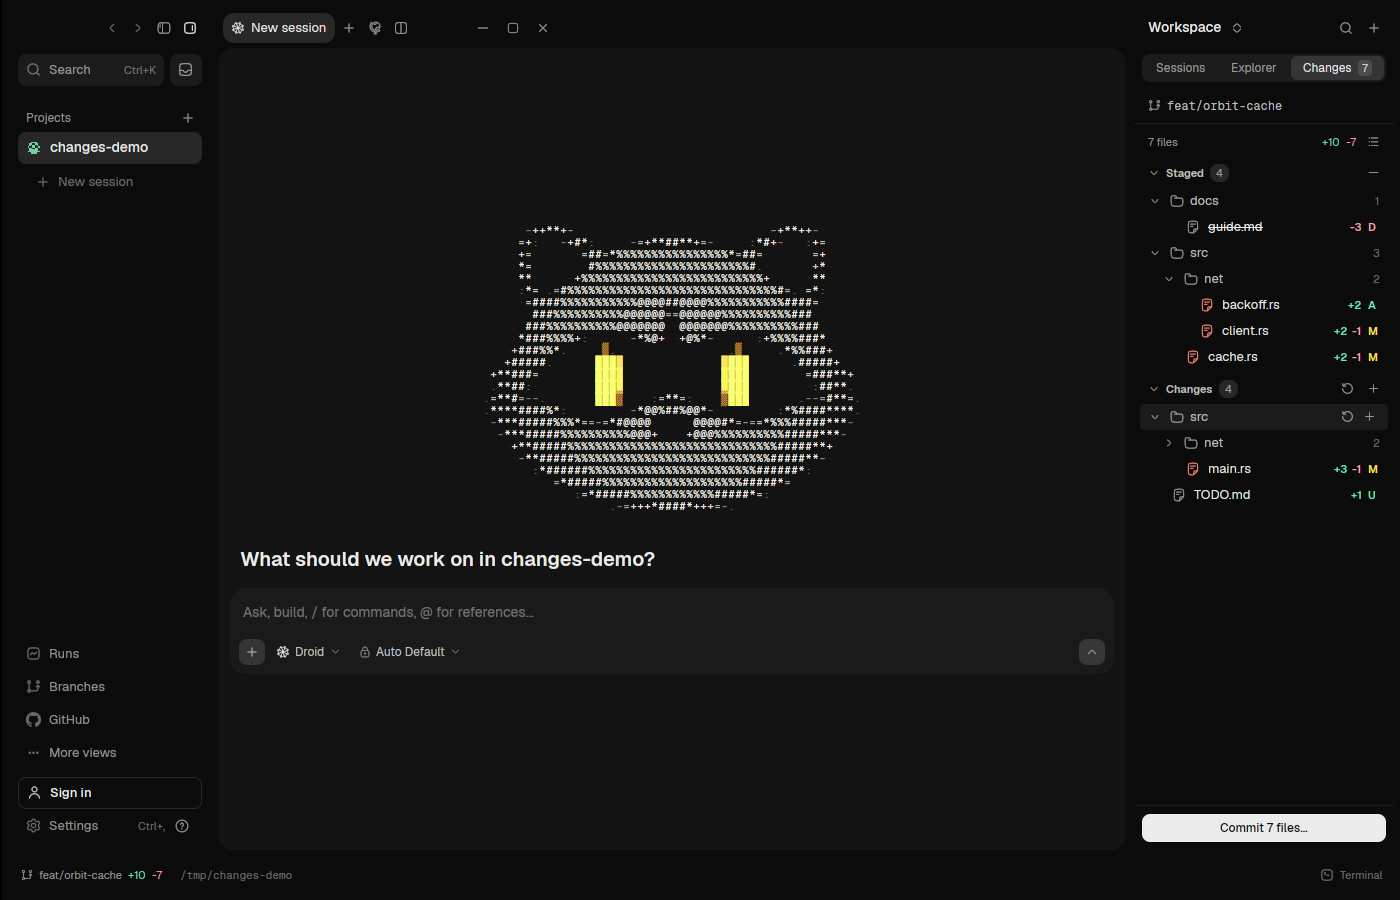 New session
Workspace
Search Ctrl+K
Sessions Explorer Changes 7
Projects
feat/orbit-cache
changes-demo
7 files +10 -7
New session
Staged 4
docs 1
guide.md -3 D
src 3
net 2
backoff.rs +2 A
client.rs +2 -1 M
cache.rs +2 -1 M
Changes 4
src
net 2
main.rs +3 -1 M
TODO.md +1 U
What should we work on in changes-demo?
Ask, build, / for commands, @ for references...
Droid Auto Default
Runs
Branches
GitHub
More views
Sign in
Settings Ctrl+,
Commit 7 files...
feat/orbit-cache +10 -7 /tmp/changes-demo
Terminal